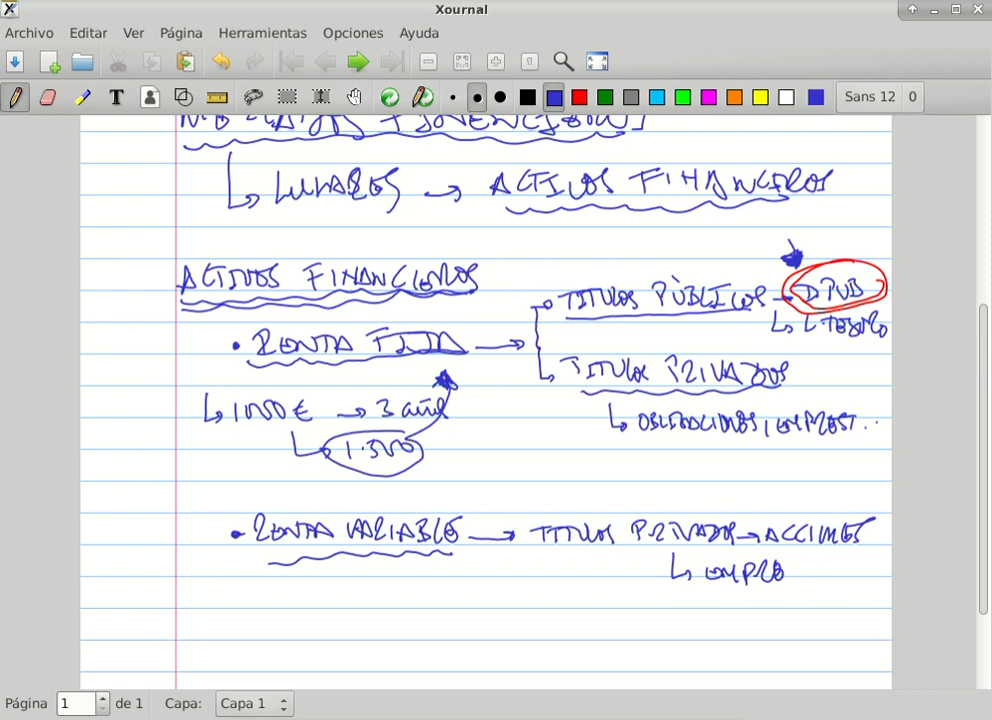 Xournal
Archivo Editar Ver Página Herramientas Opciones Ayuda
Sans 12 0
LUGARES → ACTIVOS FINANCIEROS
ACTIVOS FINANCIEROS
TITULOS PÚBLICOS → DPUB
↳ TESORO
• RENTA FIJA →
TITULOS PRIVADOS
↳ 1000 € → 3 años
↳ OBLIGACIONES, EMPREST...
↳ 1.300
• RENTA VARIABLE → TITULOS PRIVADOS → ACCIONES
↳ EMPRE
Página 1 de 1 Capa: Capa 1